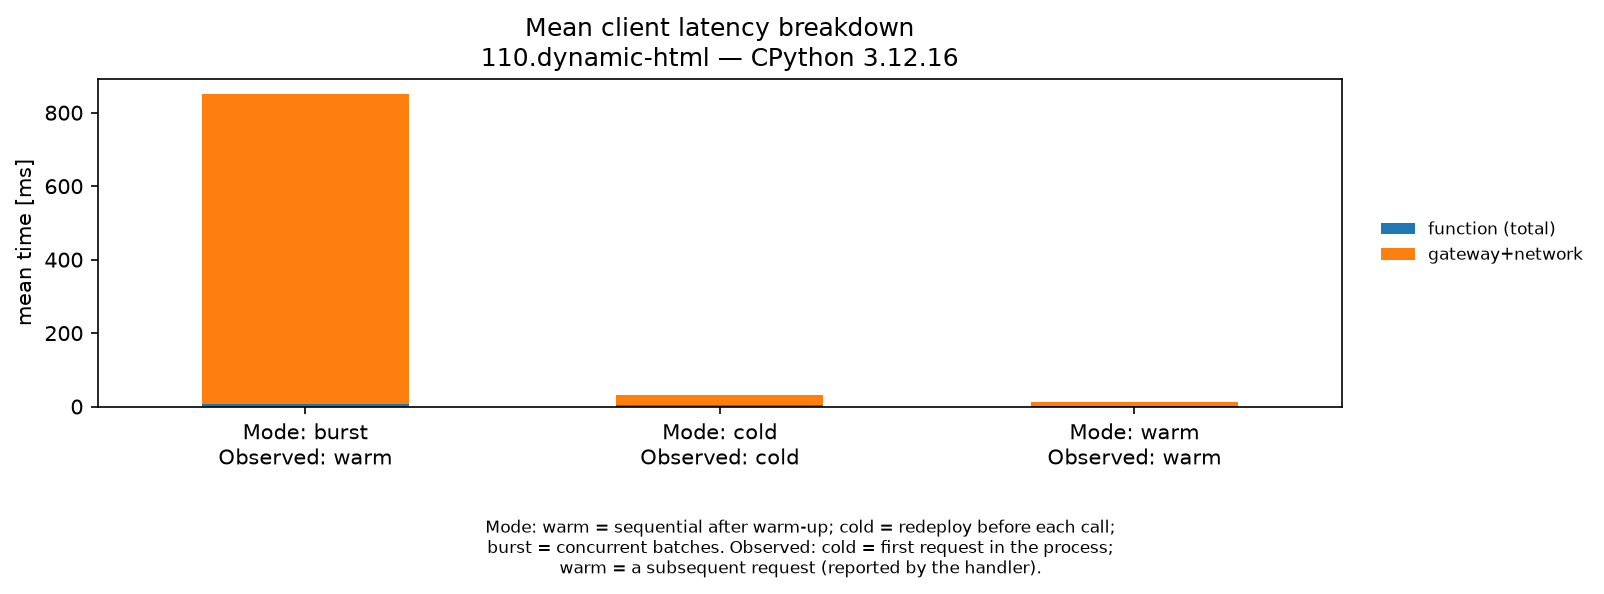 Mean client latency breakdown
110.dynamic-html — CPython 3.12.16
mean time [ms]
800
600
400
200
0
Mode: burst
Observed: warm
Mode: cold
Observed: cold
Mode: warm
Observed: warm
function (total)
gateway+network
Mode: warm = sequential after warm-up; cold = redeploy before each call;
burst = concurrent batches. Observed: cold = first request in the process;
warm = a subsequent request (reported by the handler).